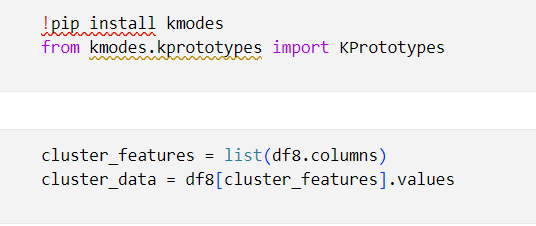 !pip install kmodes
from kmodes.kprototypes import KPrototypes
cluster_features = list(df8.columns)
cluster_data = df8[cluster_features].values